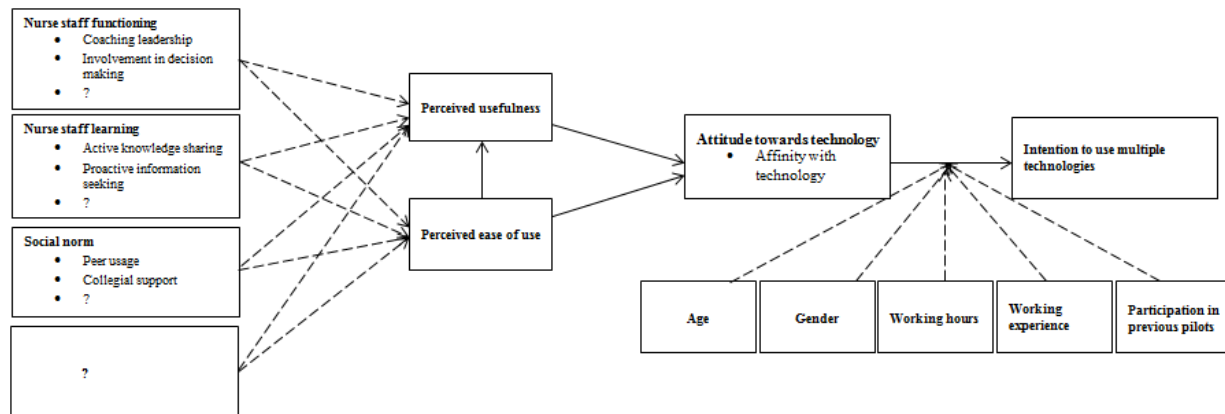 Nurse staff functioning
• Coaching leadership
• Involvement in decision
making
• ?
Nurse staff learning
• Active knowledge sharing
• Proactive information
seeking
• ?
Social norm
• Peer usage
• Collegial support
• ?
?
Perceived usefulness
Perceived ease of use
Attitude towards technology
• Affinity with
technology
Intention to use multiple
technologies
Age
Gender
Working hours
Working
experience
Participation in
previous pilots